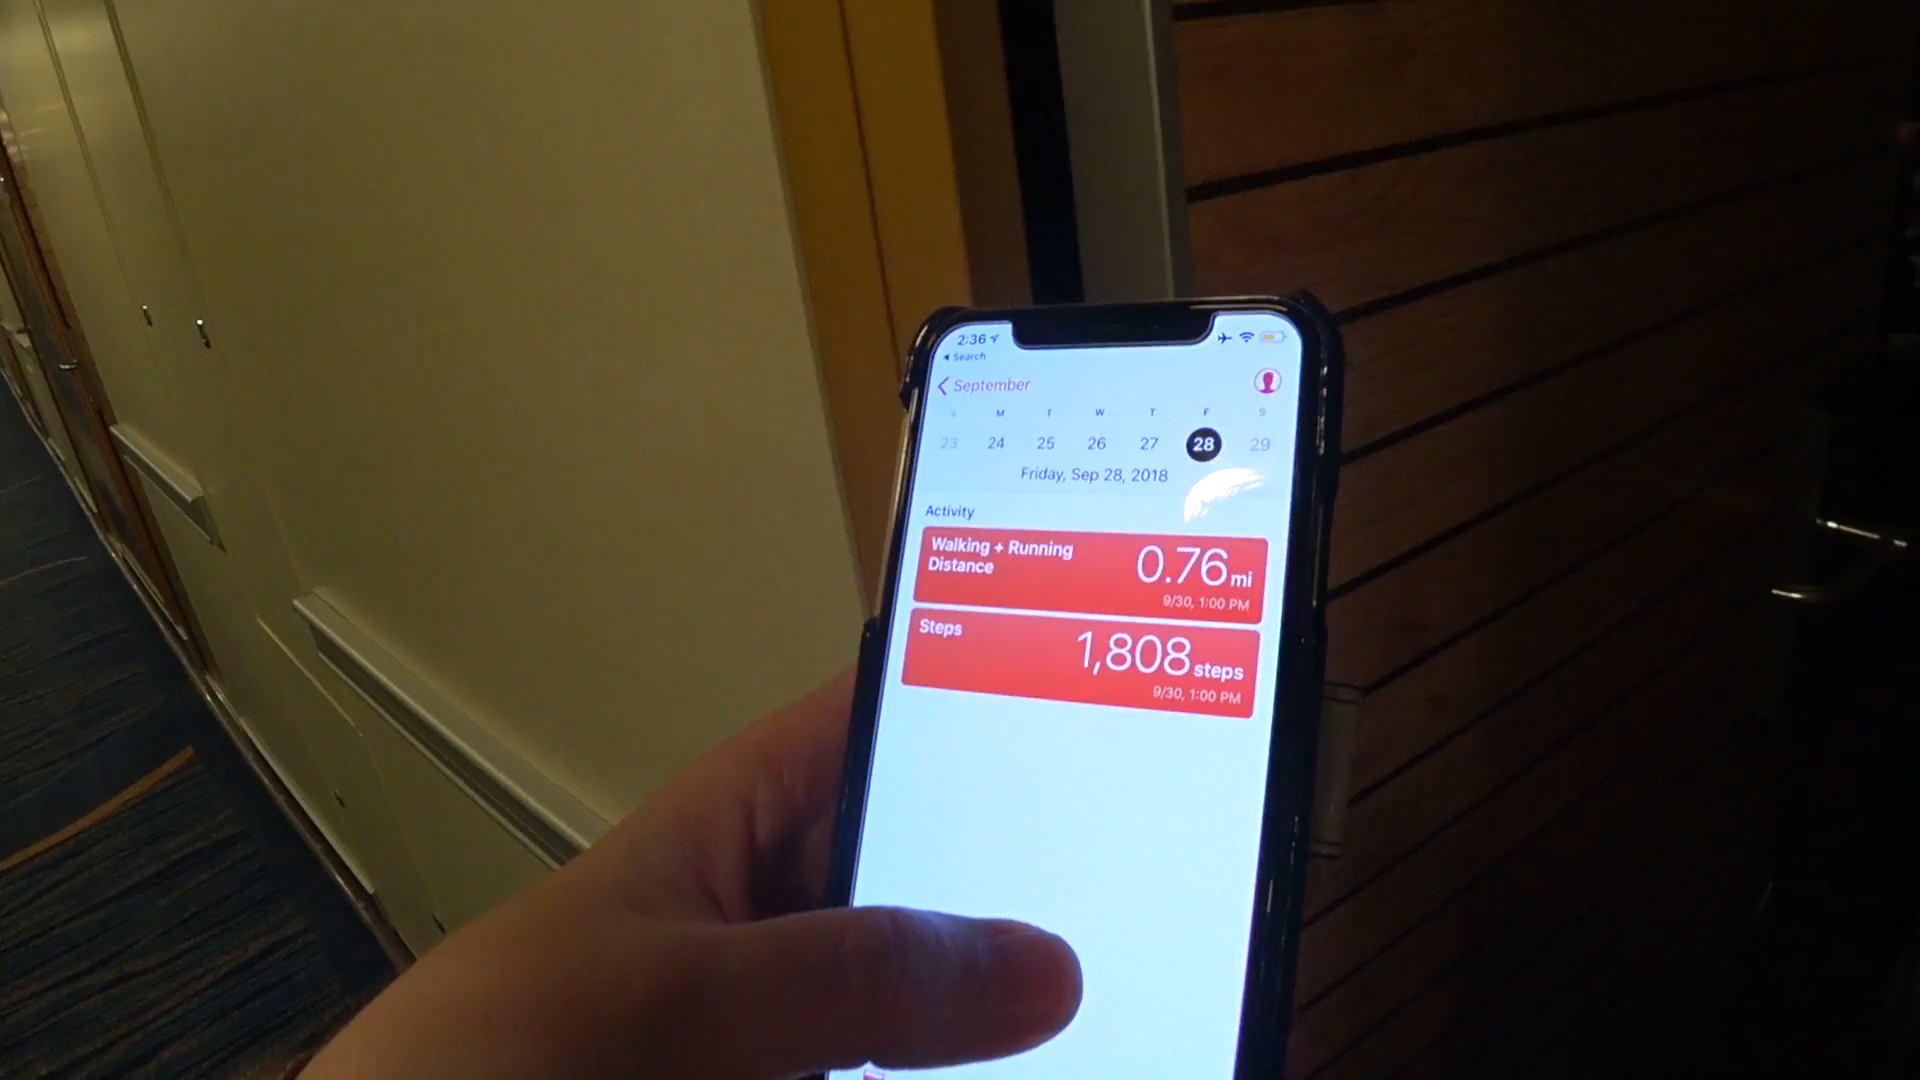 2:36
Search
September
S M T W T F S
23 24 25 26 27 28 29
Friday, Sep 28, 2018
Activity
Walking + Running
Distance
0.76 mi
9/30, 1:00 PM
Steps
1,808 steps
9/30, 1:00 PM